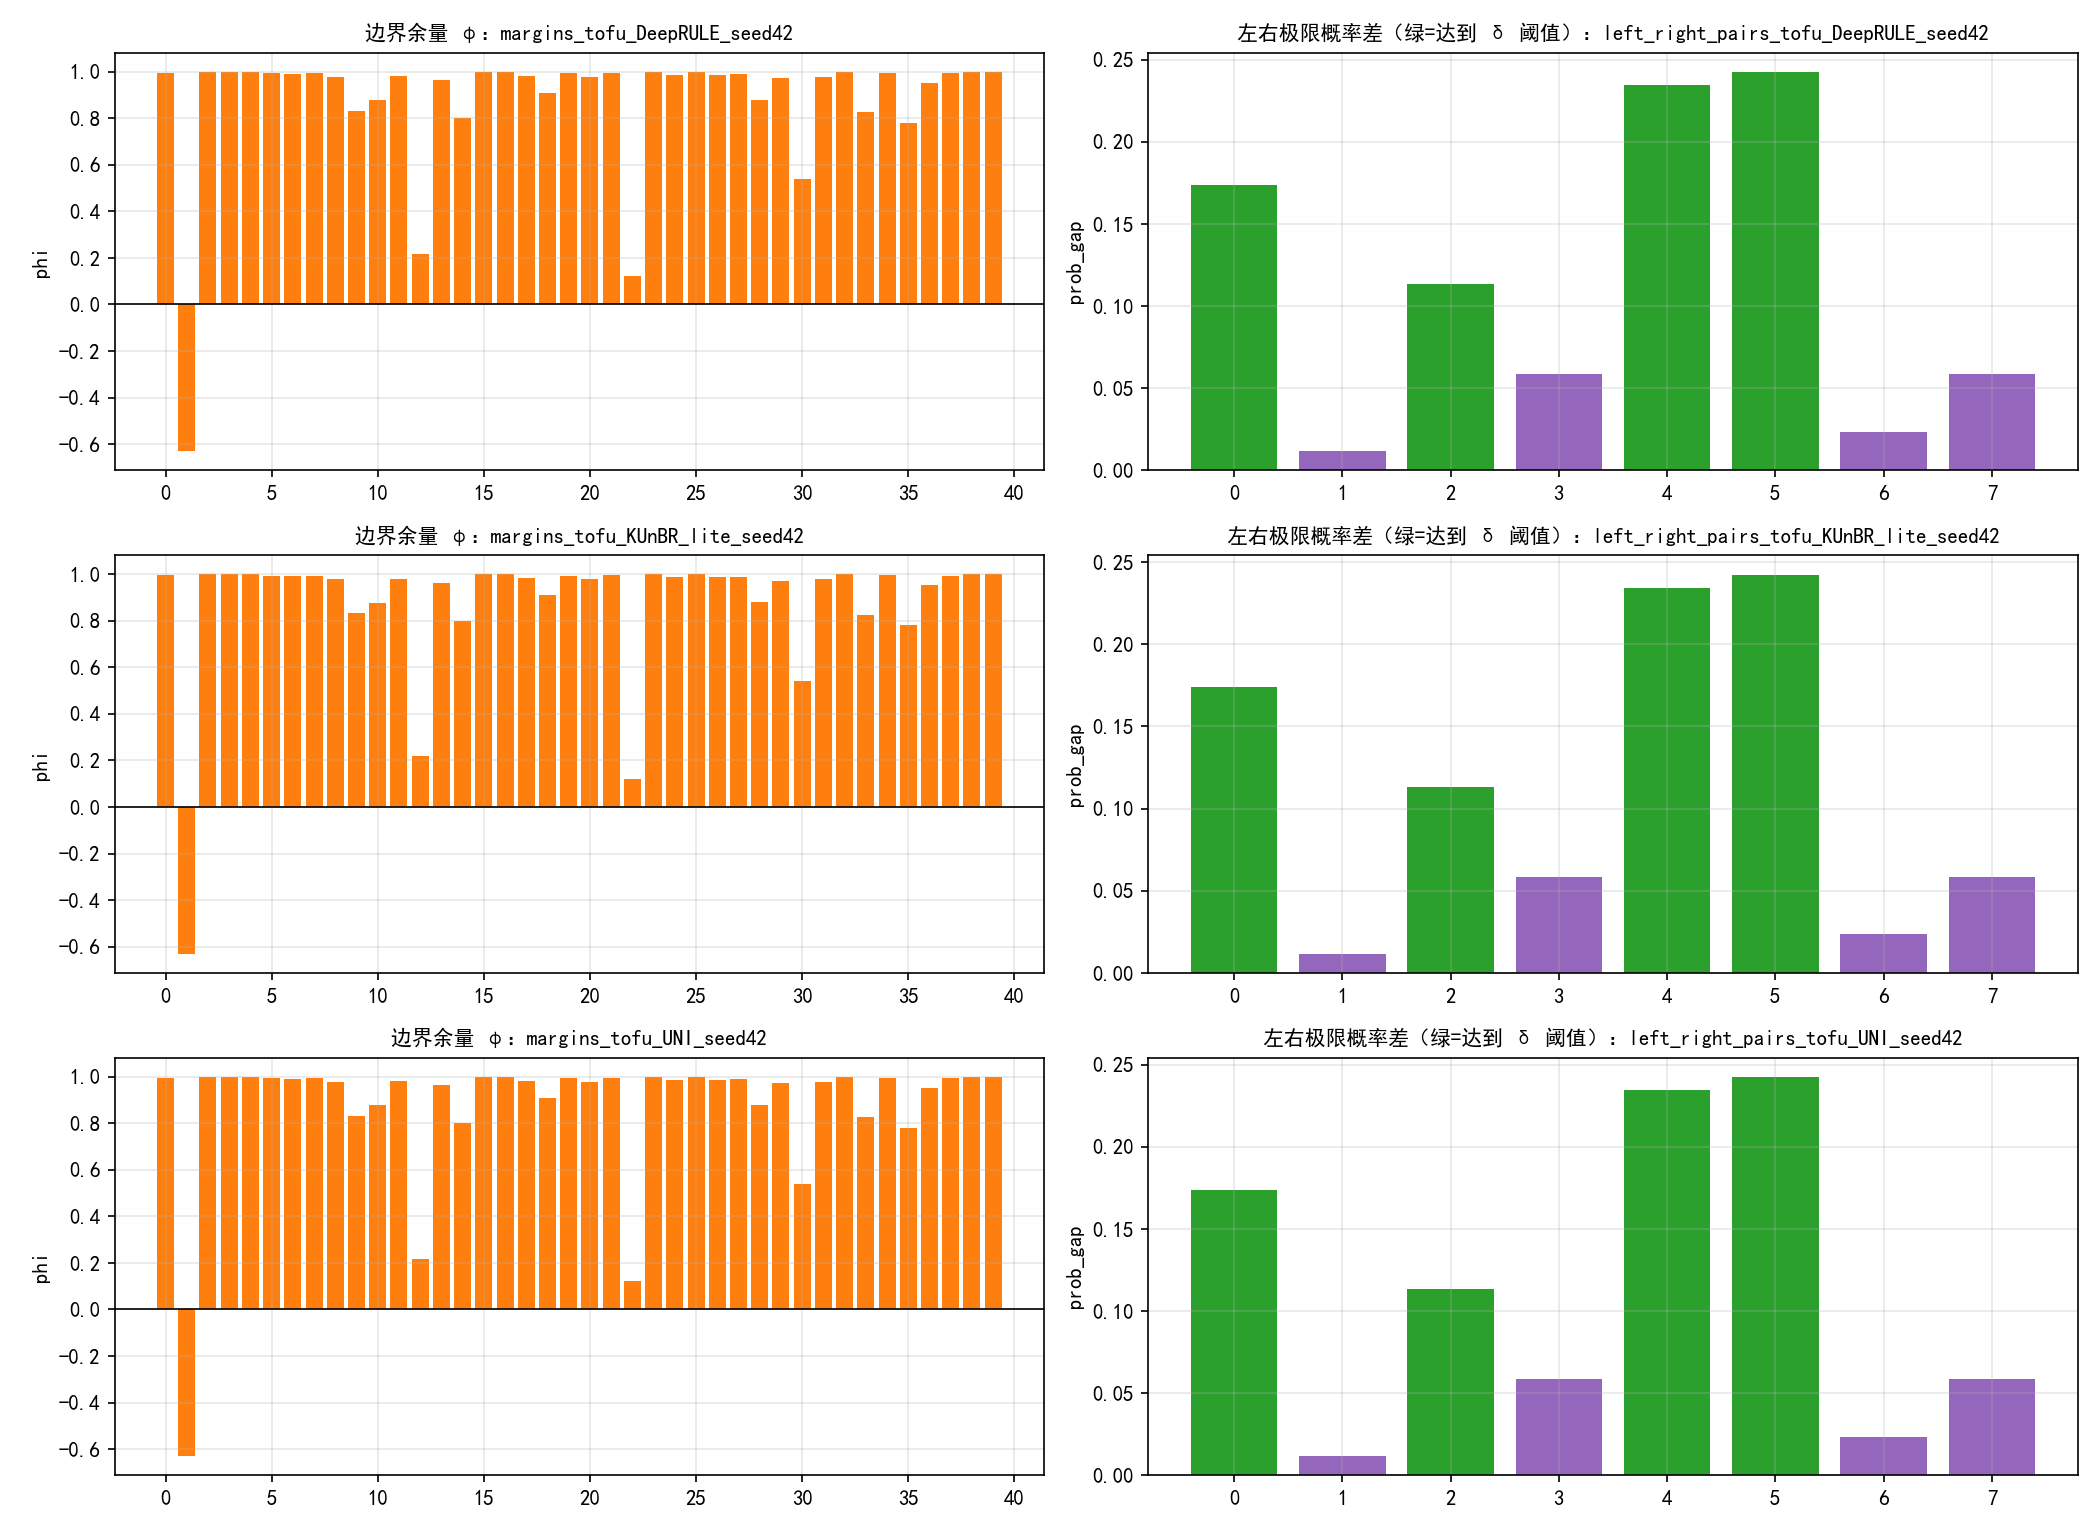 边界余量 φ: margins_tofu_DeepRULE_seed42
phi
1.0
0.8
0.6
0.4
0.2
0.0
−0.2
−0.4
−0.6
0 5 10 15 20 25 30 35 40
左右极限概率差（绿=达到 δ 阈值）: left_right_pairs_tofu_DeepRULE_seed42
prob_gap
0.25
0.20
0.15
0.10
0.05
0.00
0 1 2 3 4 5 6 7
边界余量 φ: margins_tofu_KUnBR_lite_seed42
phi
1.0
0.8
0.6
0.4
0.2
0.0
−0.2
−0.4
−0.6
0 5 10 15 20 25 30 35 40
左右极限概率差（绿=达到 δ 阈值）: left_right_pairs_tofu_KUnBR_lite_seed42
prob_gap
0.25
0.20
0.15
0.10
0.05
0.00
0 1 2 3 4 5 6 7
边界余量 φ: margins_tofu_UNI_seed42
phi
1.0
0.8
0.6
0.4
0.2
0.0
−0.2
−0.4
−0.6
0 5 10 15 20 25 30 35 40
左右极限概率差（绿=达到 δ 阈值）: left_right_pairs_tofu_UNI_seed42
prob_gap
0.25
0.20
0.15
0.10
0.05
0.00
0 1 2 3 4 5 6 7